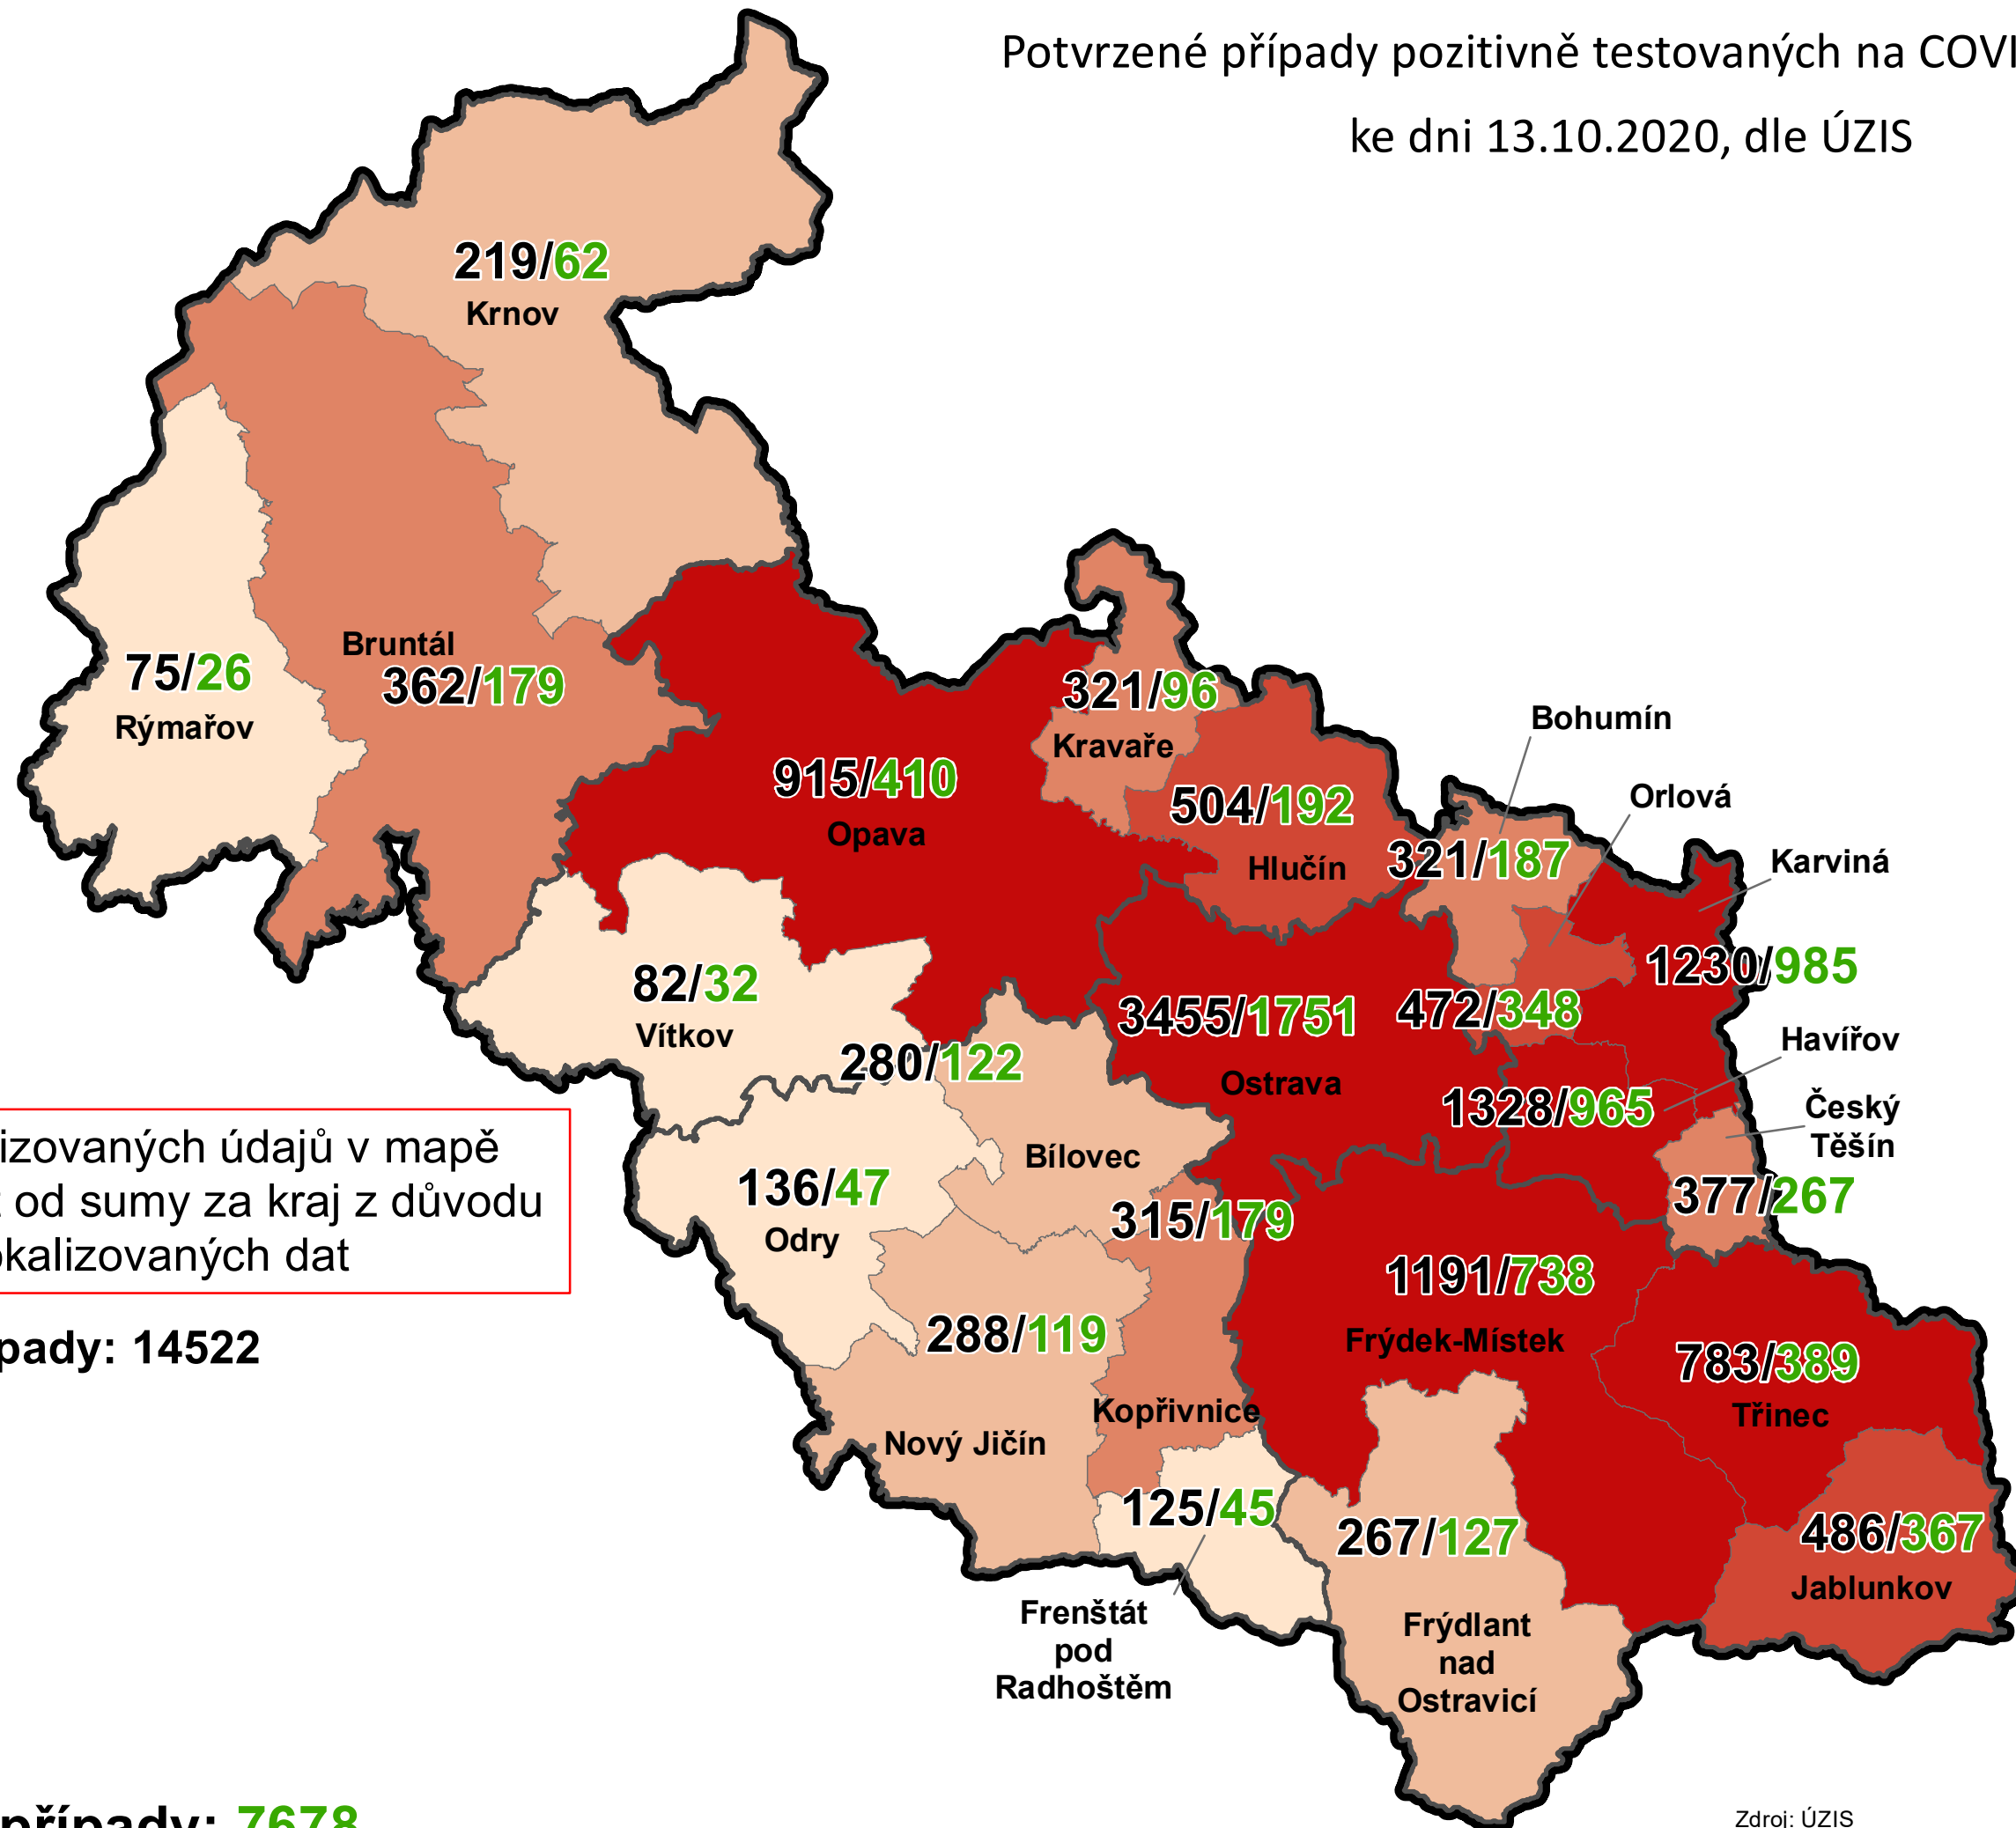 Potvrzené případy pozitivně testovaných na COVI
ke dni 13.10.2020, dle ÚZIS
219/62
Krnov
Bruntál
362/179
75/26
Rýmařov
321/96
Kravaře
915/410
Opava
504/192
Hlučín
Bohumín
321/187
Orlová
Karviná
1230/985
82/32
Vítkov
280/122
Bílovec
3455/1751
Ostrava
472/348
Havířov
1328/965
Český
Těšín
377/267
136/47
Odry
315/179
Kopřivnice
288/119
Nový Jičín
1191/738
Frýdek-Místek
783/389
Třinec
125/45
Frenštát
pod
Radhoštěm
267/127
Frýdlant
nad
Ostravicí
486/367
Jablunkov
izovaných údajů v mapě
od sumy za kraj z důvodu
okalizovaných dat
pady: 14522
případy: 7678
Zdroj: ÚZIS